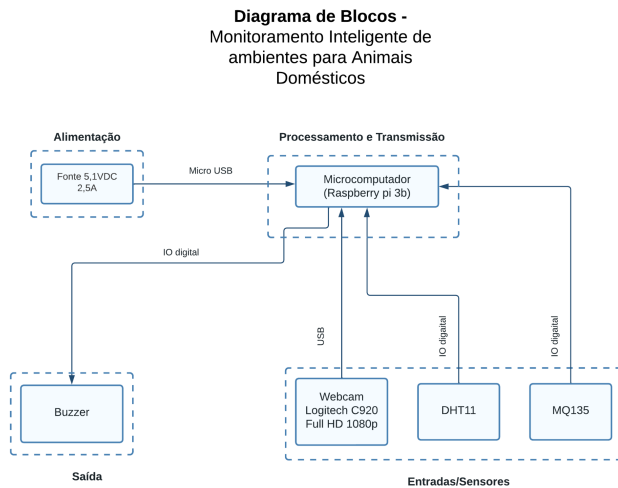 Diagrama de Blocos -
Monitoramento Inteligente de
ambientes para Animais
Domésticos
Alimentação
Processamento e Transmissão
Fonte 5,1VDC
2,5A
Micro USB
Microcomputador
(Raspberry pi 3b)
IO digital
USB
IO digaital
IO digaital
Buzzer
Webcam
Logitech C920
Full HD 1080p
DHT11
MQ135
Saída
Entradas/Sensores